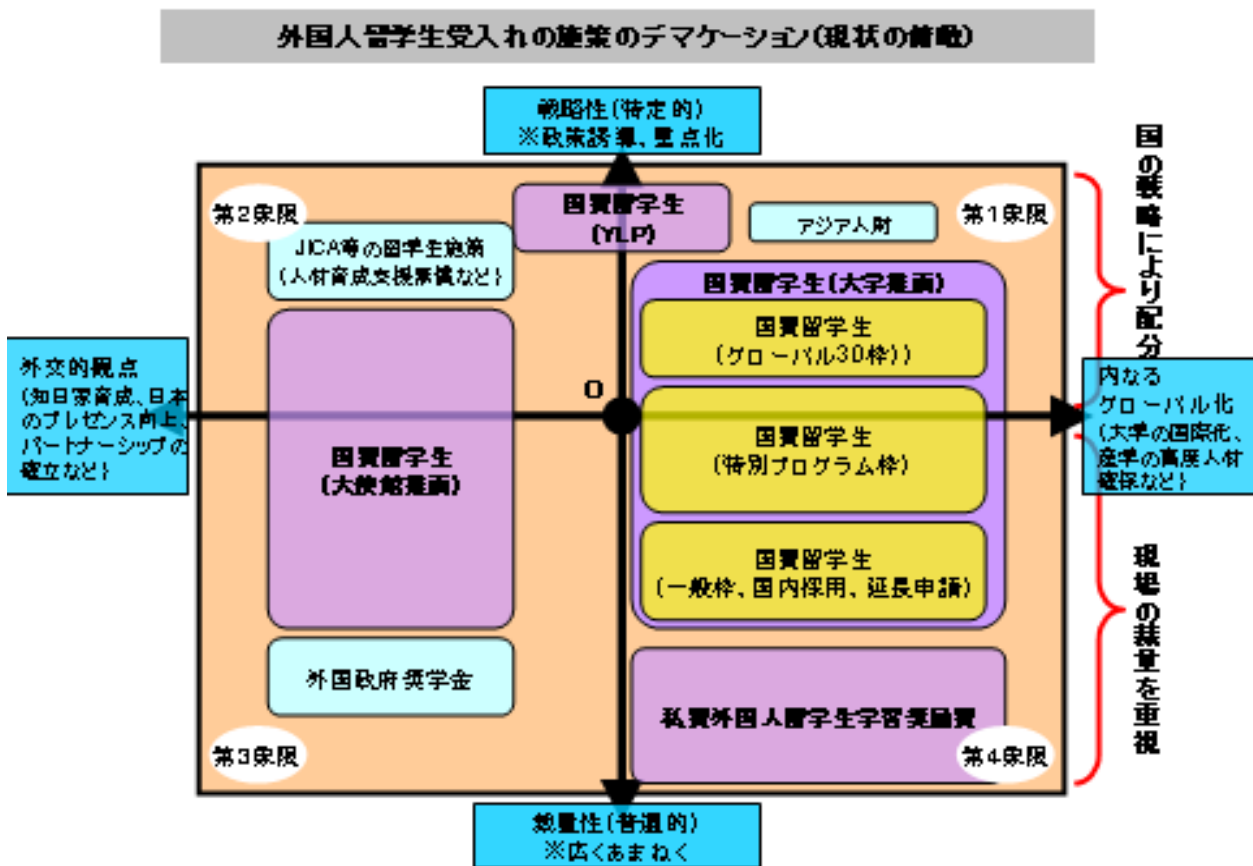 外国人留学生受入れの施策のデマケーション(現状の俯瞰)
戦略性(特定的)
※政策誘導、重点化
国の戦略により配分
第2象限
国費留学生
(YLP)
アジア人財
第1象限
JICA等の留学生施策
(人材育成支援無償など)
国費留学生(大学推薦)
国費留学生
(グローバル30枠))
外交的観点
(知日家育成、日本
のプレゼンス向上、
パートナーシップの
確立など)
O
内なる
グローバル化
(大学の国際化、
産学の高度人材
確保など)
国費留学生
(大使館推薦)
国費留学生
(特別プログラム枠)
国費留学生
(一般枠、国内採用、延長申請)
現場の裁量を重視
外国政府奨学金
私費外国人留学生学習奨励費
第3象限
第4象限
裁量性(普遍的)
※広くあまねく